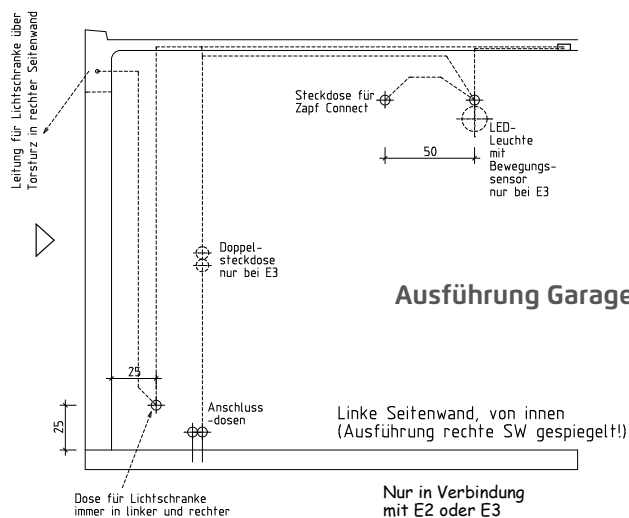 Leitung für Lichtschranke über
Torsturz in rechter Seitenwand
Steckdose für
Zapf Connect
LED-
Leuchte
mit
Bewegungs-
sensor
nur bei E3
50
Doppel-
steckdose
nur bei E3
Ausführung Garage
25
25
Anschluss
-dosen
Linke Seitenwand, von innen
(Ausführung rechte SW gespiegelt!)
Dose für Lichtschranke
immer in linker und rechter
Nur in Verbindung
mit E2 oder E3